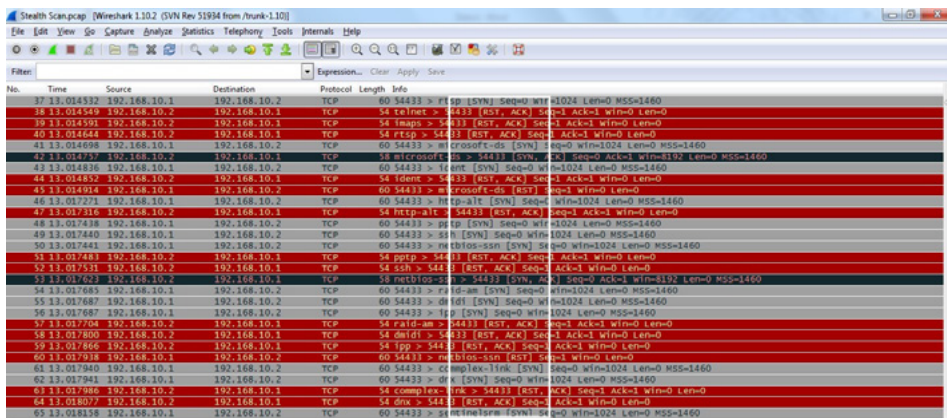 Stealth Scan.pcap [Wireshark 1.10.2 (SVN Rev 51934 from /trunk-1.10)]
File Edit View Go Capture Analyze Statistics Telephony Tools Internals Help
Filter: Expression... Clear Apply Save
No. Time Source Destination Protocol Length Info
37 13.014532 192.168.10.1 192.168.10.2 TCP 60 54433 > rtsp [SYN] Seq=0 Win=1024 Len=0 MSS=1460
38 13.014549 192.168.10.2 192.168.10.1 TCP 54 telnet > 54433 [RST, ACK] Seq=1 Ack=1 Win=0 Len=0
39 13.014591 192.168.10.2 192.168.10.1 TCP 54 imaps > 54433 [RST, ACK] Seq=1 Ack=1 Win=0 Len=0
40 13.014644 192.168.10.2 192.168.10.1 TCP 54 rtsp > 54433 [RST, ACK] Seq=1 Ack=1 Win=0 Len=0
41 13.014698 192.168.10.1 192.168.10.2 TCP 60 54433 > microsoft-ds [SYN] Seq=0 Win=1024 Len=0 MSS=1460
42 13.014757 192.168.10.2 192.168.10.1 TCP 58 microsoft-ds > 54433 [SYN, ACK] Seq=0 Ack=1 Win=8192 Len=0 MSS=1460
43 13.014836 192.168.10.1 192.168.10.2 TCP 60 54433 > ident [SYN] Seq=0 Win=1024 Len=0 MSS=1460
44 13.014852 192.168.10.2 192.168.10.1 TCP 54 ident > 54433 [RST, ACK] Seq=1 Ack=1 Win=0 Len=0
45 13.014914 192.168.10.1 192.168.10.2 TCP 60 54433 > microsoft-ds [RST] Seq=1 Win=0 Len=0
46 13.017271 192.168.10.1 192.168.10.2 TCP 60 54433 > http-alt [SYN] Seq=0 Win=1024 Len=0 MSS=1460
47 13.017316 192.168.10.2 192.168.10.1 TCP 54 http-alt > 54433 [RST, ACK] Seq=1 Ack=1 Win=0 Len=0
48 13.017438 192.168.10.1 192.168.10.2 TCP 60 54433 > pptp [SYN] Seq=0 Win=1024 Len=0 MSS=1460
49 13.017440 192.168.10.1 192.168.10.2 TCP 60 54433 > ssh [SYN] Seq=0 Win=1024 Len=0 MSS=1460
50 13.017441 192.168.10.1 192.168.10.2 TCP 60 54433 > netbios-ssn [SYN] Seq=0 Win=1024 Len=0 MSS=1460
51 13.017483 192.168.10.2 192.168.10.1 TCP 54 pptp > 54433 [RST, ACK] Seq=1 Ack=1 Win=0 Len=0
52 13.017531 192.168.10.2 192.168.10.1 TCP 54 ssh > 54433 [RST, ACK] Seq=1 Ack=1 Win=0 Len=0
53 13.017623 192.168.10.2 192.168.10.1 TCP 58 netbios-ssn > 54433 [SYN, ACK] Seq=0 Ack=1 Win=8192 Len=0 MSS=1460
54 13.017685 192.168.10.1 192.168.10.2 TCP 60 54433 > raid-am [SYN] Seq=0 Win=1024 Len=0 MSS=1460
55 13.017687 192.168.10.1 192.168.10.2 TCP 60 54433 > dmidi [SYN] Seq=0 Win=1024 Len=0 MSS=1460
56 13.017687 192.168.10.1 192.168.10.2 TCP 60 54433 > ipp [SYN] Seq=0 Win=1024 Len=0 MSS=1460
57 13.017704 192.168.10.2 192.168.10.1 TCP 54 raid-am > 54433 [RST, ACK] Seq=1 Ack=1 Win=0 Len=0
58 13.017800 192.168.10.2 192.168.10.1 TCP 54 dmidi > 54433 [RST, ACK] Seq=1 Ack=1 Win=0 Len=0
59 13.017866 192.168.10.2 192.168.10.1 TCP 54 ipp > 54433 [RST, ACK] Seq=1 Ack=1 Win=0 Len=0
60 13.017938 192.168.10.1 192.168.10.2 TCP 60 54433 > netbios-ssn [RST] Seq=1 Win=0 Len=0
61 13.017940 192.168.10.1 192.168.10.2 TCP 60 54433 > commplex-link [SYN] Seq=0 Win=1024 Len=0 MSS=1460
62 13.017941 192.168.10.1 192.168.10.2 TCP 60 54433 > dnx [SYN] Seq=0 Win=1024 Len=0 MSS=1460
63 13.017986 192.168.10.2 192.168.10.1 TCP 54 commplex-link > 54433 [RST, ACK] Seq=1 Ack=1 Win=0 Len=0
64 13.018077 192.168.10.2 192.168.10.1 TCP 54 dnx > 54433 [RST, ACK] Seq=1 Ack=1 Win=0 Len=0
65 13.018158 192.168.10.1 192.168.10.2 TCP 60 54433 > sentinelsrm [SYN] Seq=0 Win=1024 Len=0 MSS=1460